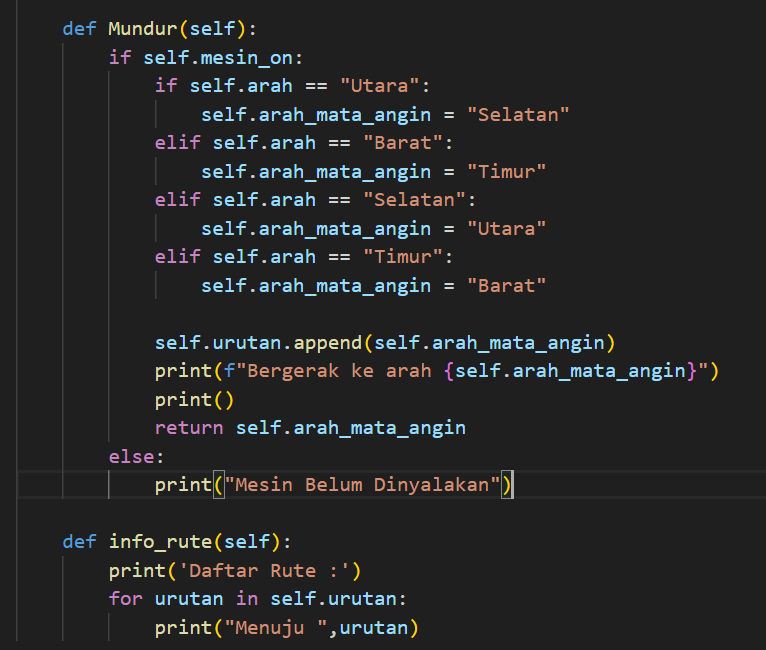 def Mundur(self):
if self.mesin_on:
if self.arah == "Utara":
self.arah_mata_angin = "Selatan"
elif self.arah == "Barat":
self.arah_mata_angin = "Timur"
elif self.arah == "Selatan":
self.arah_mata_angin = "Utara"
elif self.arah == "Timur":
self.arah_mata_angin = "Barat"
self.urutan.append(self.arah_mata_angin)
print(f"Bergerak ke arah {self.arah_mata_angin}")
print()
return self.arah_mata_angin
else:
print("Mesin Belum Dinyalakan")
def info_rute(self):
print('Daftar Rute :')
for urutan in self.urutan:
print("Menuju ",urutan)